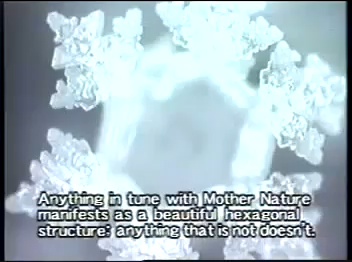 Anything in tune with Mother Nature
manifests as a beautiful hexagonal
structure: anything that is not doesn't.